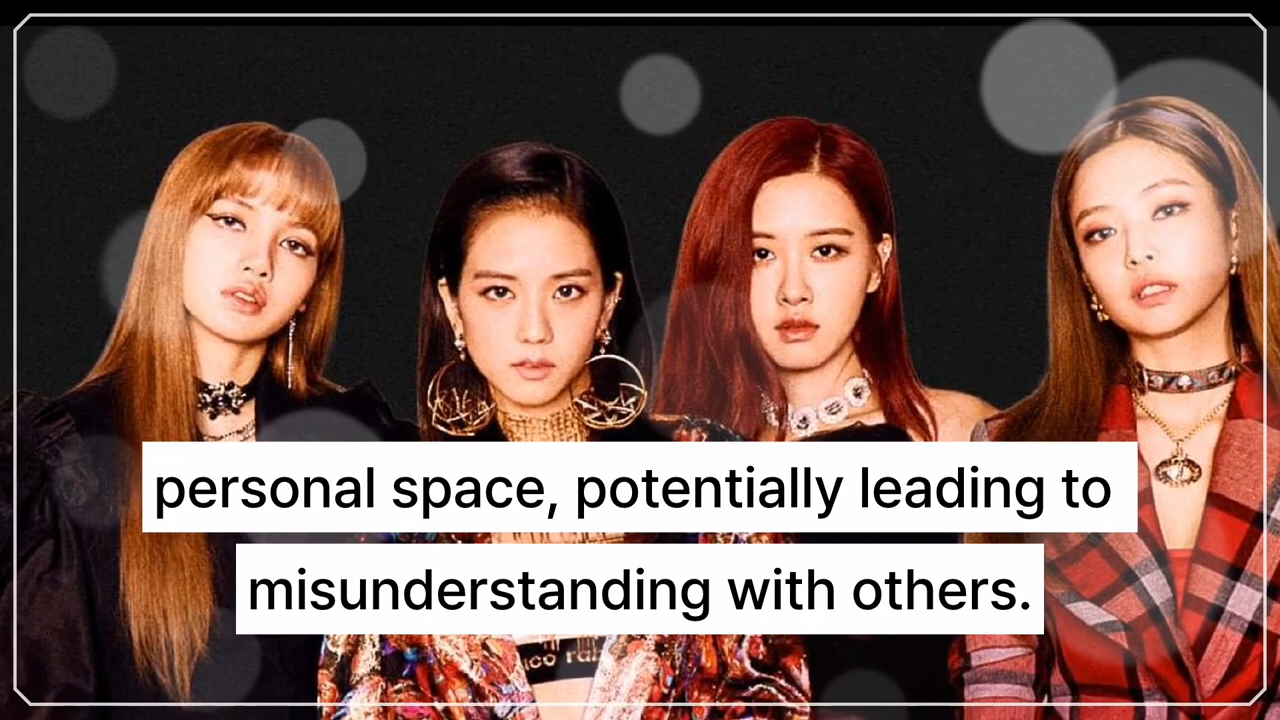 personal space, potentially leading to
misunderstanding with others.